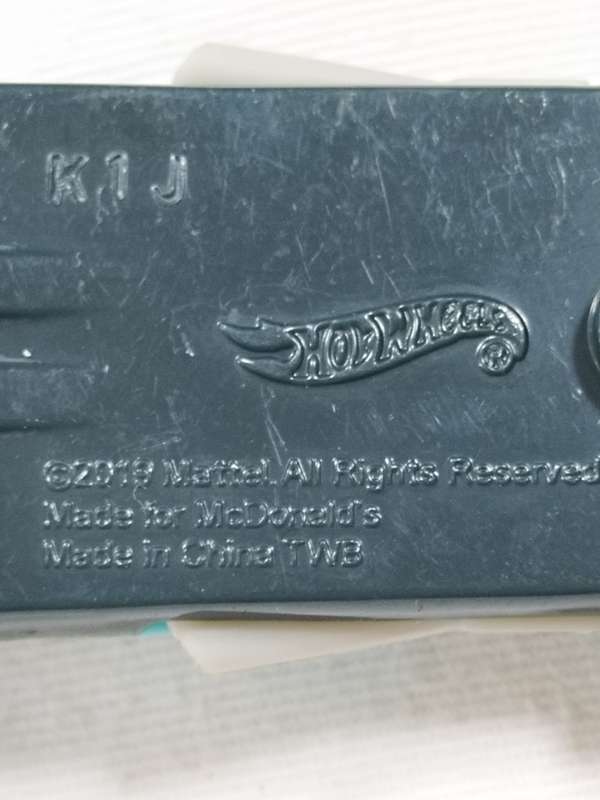 K1J
HOT WHEELS ®
©2019 Mattel. All Rights Reserved
Made for McDonald's
Made in China TWB